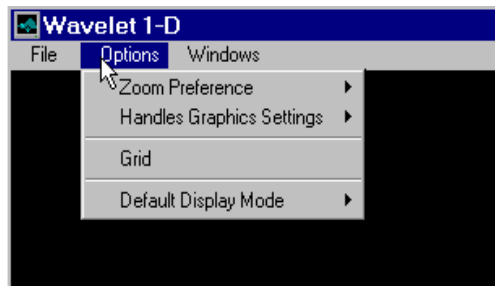 Wavelet 1-D
File Options Windows
Zoom Preference
Handles Graphics Settings
Grid
Default Display Mode